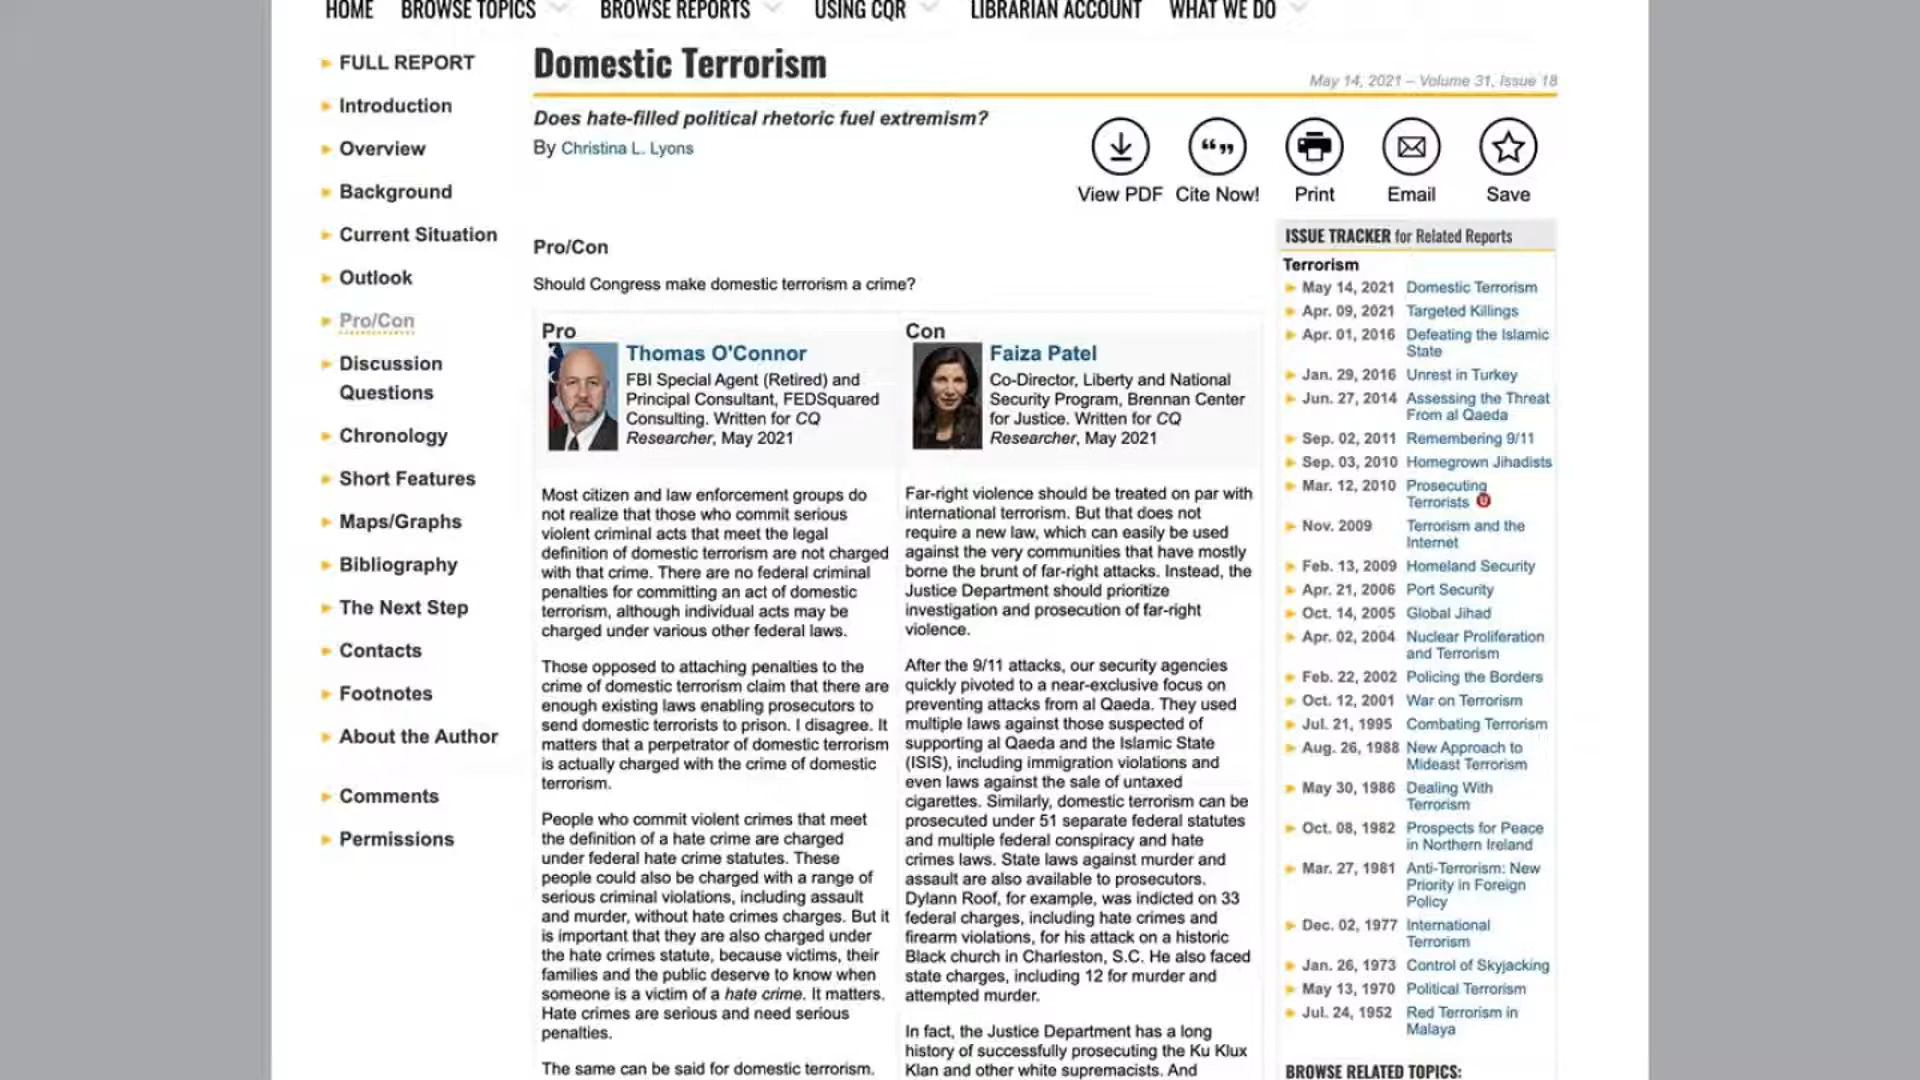 HOME BROWSE TOPICS BROWSE REPORTS USING CQR LIBRARIAN ACCOUNT WHAT WE DO
FULL REPORT
Introduction
Overview
Background
Current Situation
Outlook
Pro/Con
Discussion
Questions
Chronology
Short Features
Maps/Graphs
Bibliography
The Next Step
Contacts
Footnotes
About the Author
Comments
Permissions
Domestic Terrorism
May 14, 2021 – Volume 31, Issue 18
Does hate-filled political rhetoric fuel extremism?
By Christina L. Lyons
View PDF
Cite Now!
Print
Email
Save
Pro/Con
Should Congress make domestic terrorism a crime?
Pro
Thomas O'Connor
FBI Special Agent (Retired) and
Principal Consultant, FEDSquared
Consulting. Written for CQ
Researcher, May 2021
Most citizen and law enforcement groups do
not realize that those who commit serious
violent criminal acts that meet the legal
definition of domestic terrorism are not charged
with that crime. There are no federal criminal
penalties for committing an act of domestic
terrorism, although individual acts may be
charged under various other federal laws.
Those opposed to attaching penalties to the
crime of domestic terrorism claim that there are
enough existing laws enabling prosecutors to
send domestic terrorists to prison. I disagree. It
matters that a perpetrator of domestic terrorism
is actually charged with the crime of domestic
terrorism.
People who commit violent crimes that meet
the definition of a hate crime are charged
under federal hate crime statutes. These
people could also be charged with a range of
serious criminal violations, including assault
and murder, without hate crimes charges. But it
is important that they are also charged under
the hate crimes statute, because victims, their
families and the public deserve to know when
someone is a victim of a hate crime. It matters.
Hate crimes are serious and need serious
penalties.
The same can be said for domestic terrorism.
Con
Faiza Patel
Co-Director, Liberty and National
Security Program, Brennan Center
for Justice. Written for CQ
Researcher, May 2021
Far-right violence should be treated on par with
international terrorism. But that does not
require a new law, which can easily be used
against the very communities that have mostly
borne the brunt of far-right attacks. Instead, the
Justice Department should prioritize
investigation and prosecution of far-right
violence.
After the 9/11 attacks, our security agencies
quickly pivoted to a near-exclusive focus on
preventing attacks from al Qaeda. They used
multiple laws against those suspected of
supporting al Qaeda and the Islamic State
(ISIS), including immigration violations and
even laws against the sale of untaxed
cigarettes. Similarly, domestic terrorism can be
prosecuted under 51 separate federal statutes
and multiple federal conspiracy and hate
crimes laws. State laws against murder and
assault are also available to prosecutors.
Dylann Roof, for example, was indicted on 33
federal charges, including hate crimes and
firearm violations, for his attack on a historic
Black church in Charleston, S.C. He also faced
state charges, including 12 for murder and
attempted murder.
In fact, the Justice Department has a long
history of successfully prosecuting the Ku Klux
Klan and other white supremacists. And
ISSUE TRACKER for Related Reports
Terrorism
May 14, 2021 Domestic Terrorism
Apr. 09, 2021 Targeted Killings
Apr. 01, 2016 Defeating the Islamic
State
Jan. 29, 2016 Unrest in Turkey
Jun. 27, 2014 Assessing the Threat
From al Qaeda
Sep. 02, 2011 Remembering 9/11
Sep. 03, 2010 Homegrown Jihadists
Mar. 12, 2010 Prosecuting
Terrorists
Nov. 2009 Terrorism and the
Internet
Feb. 13, 2009 Homeland Security
Apr. 21, 2006 Port Security
Oct. 14, 2005 Global Jihad
Apr. 02, 2004 Nuclear Proliferation
and Terrorism
Feb. 22, 2002 Policing the Borders
Oct. 12, 2001 War on Terrorism
Jul. 21, 1995 Combating Terrorism
Aug. 26, 1988 New Approach to
Mideast Terrorism
May 30, 1986 Dealing With
Terrorism
Oct. 08, 1982 Prospects for Peace
in Northern Ireland
Mar. 27, 1981 Anti-Terrorism: New
Priority in Foreign
Policy
Dec. 02, 1977 International
Terrorism
Jan. 26, 1973 Control of Skyjacking
May 13, 1970 Political Terrorism
Jul. 24, 1952 Red Terrorism in
Malaya
BROWSE RELATED TOPICS: